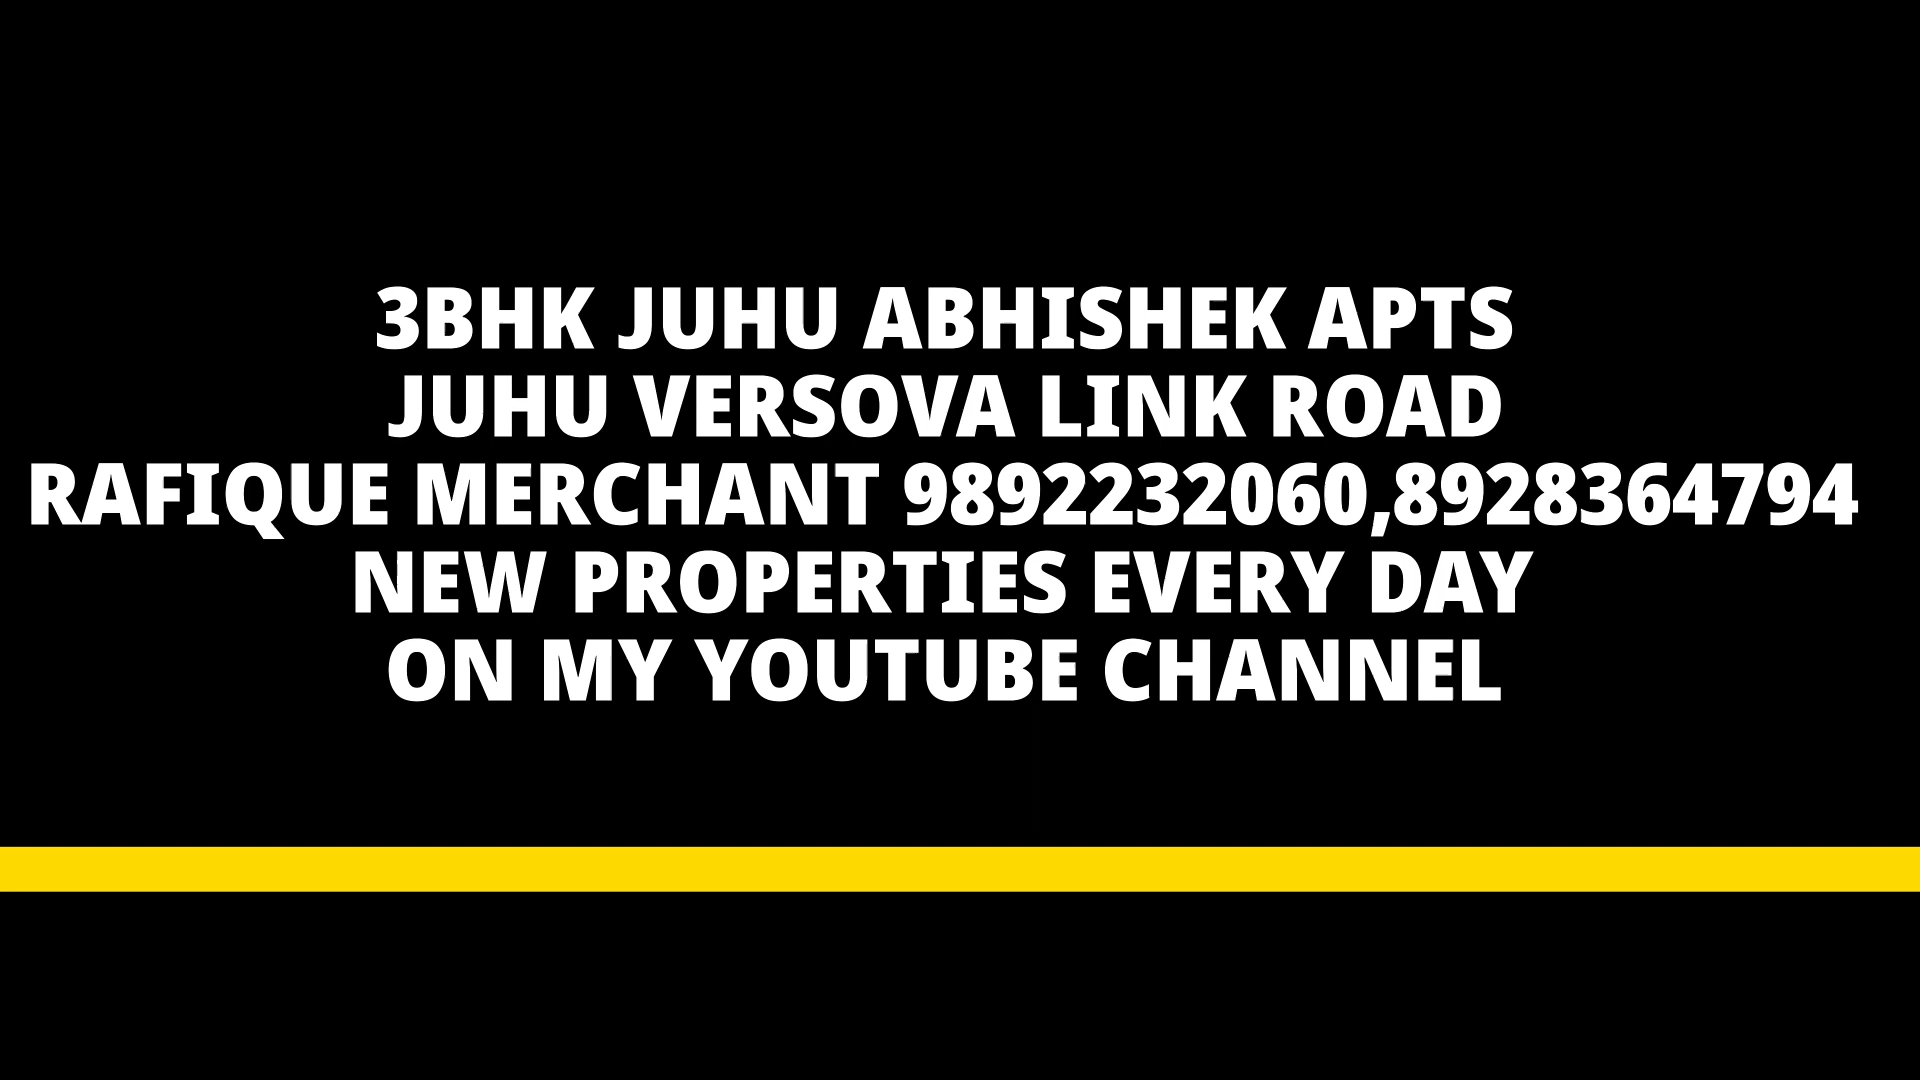 3BHK JUHU ABHISHEK APTS
JUHU VERSOVA LINK ROAD
RAFIQUE MERCHANT 9892232060,8928364794
NEW PROPERTIES EVERY DAY
ON MY YOUTUBE CHANNEL